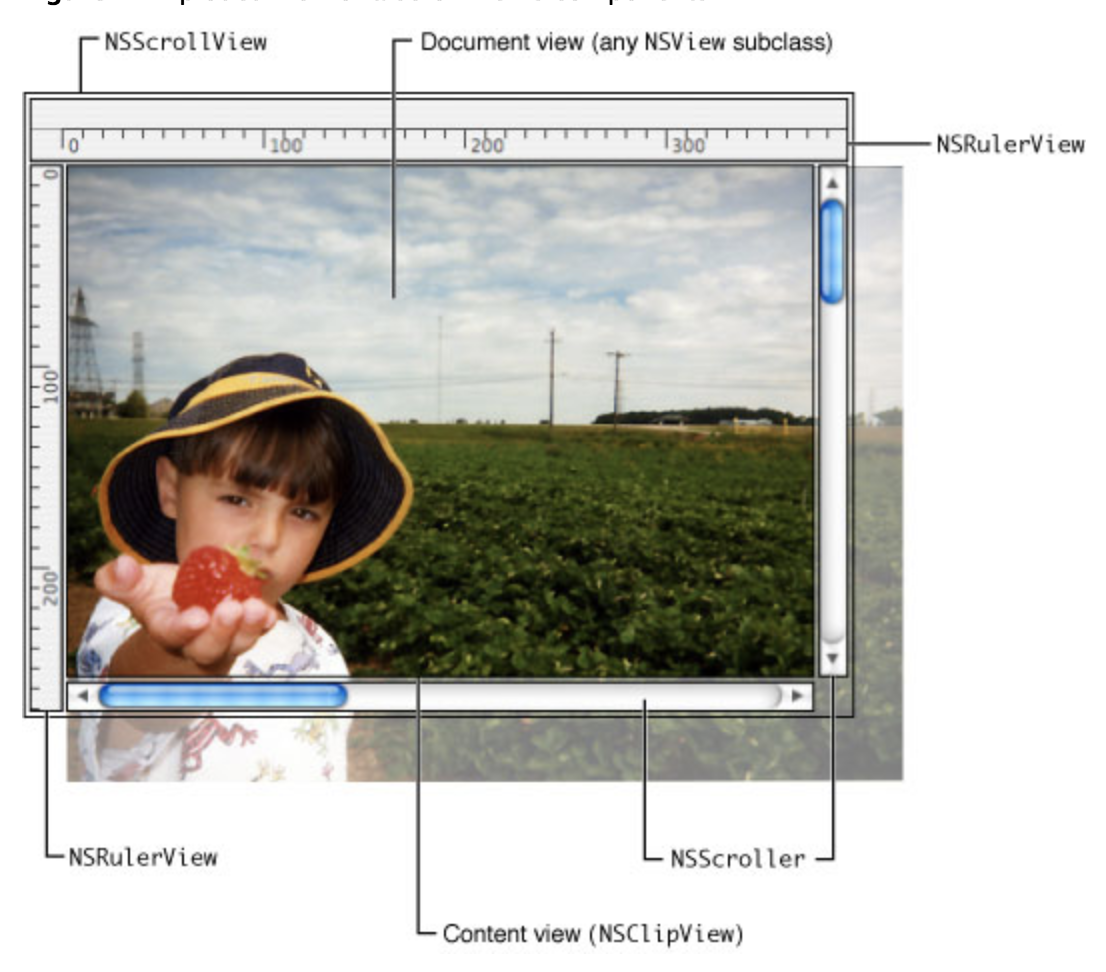 NSScrollView
Document view (any NSView subclass)
0 100 200 300
NSRulerView
0
100
200
NSRulerView
NSScroller
Content view (NSClipView)